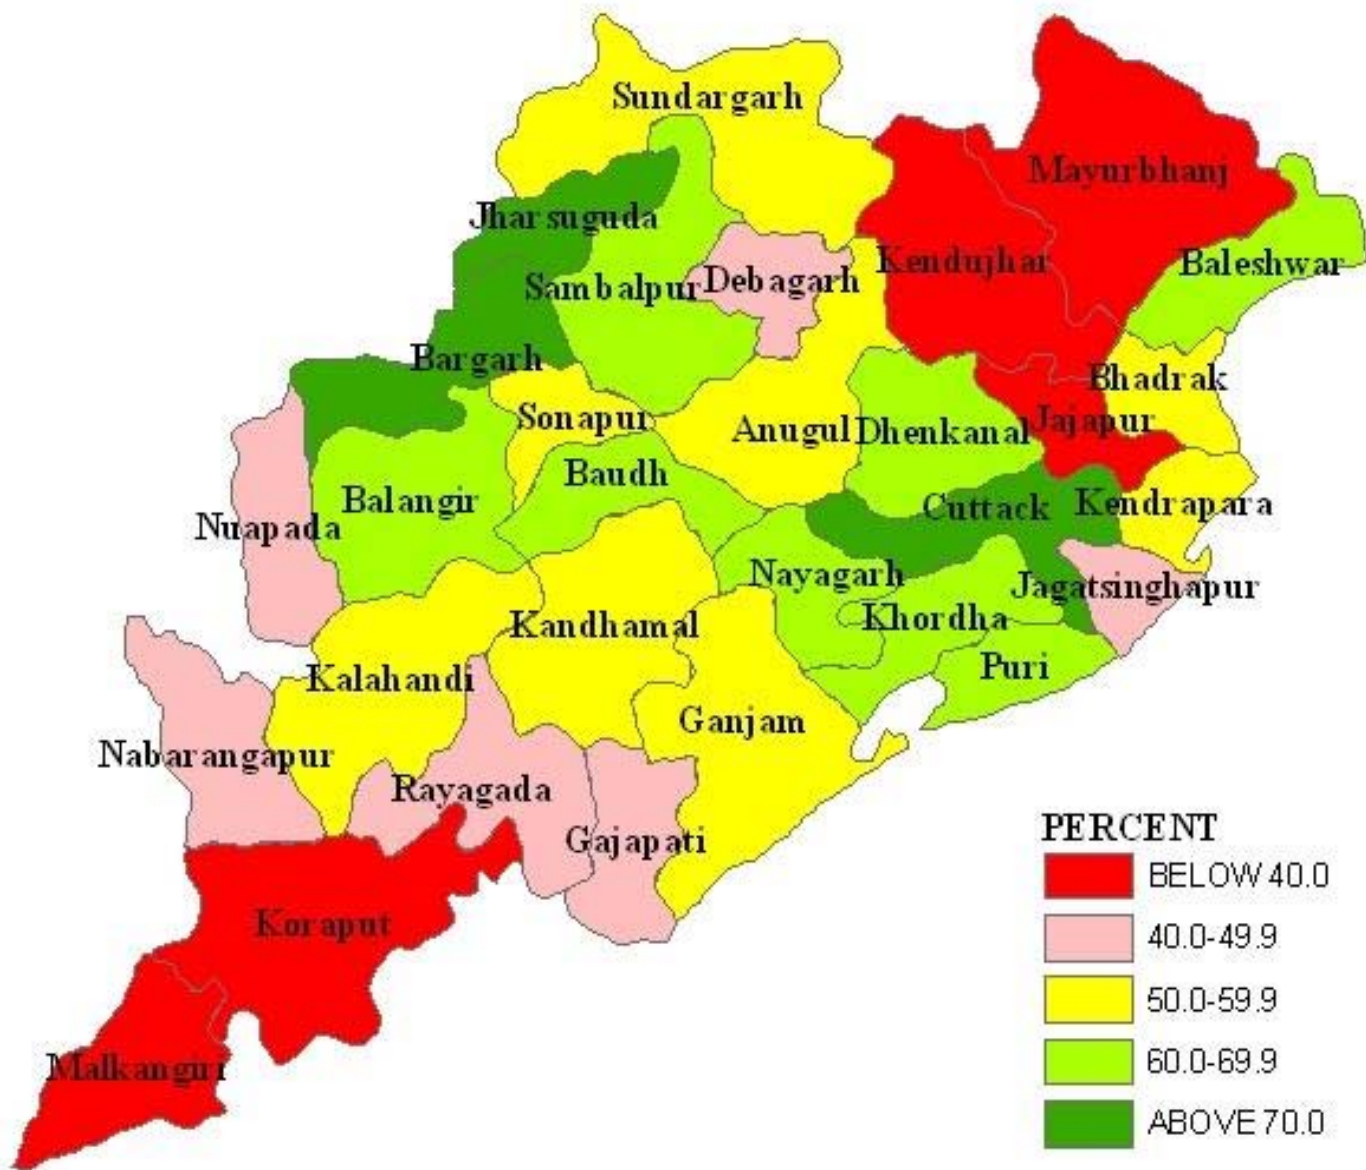 Sundargarh
Mayurbhanj
Jharsuguda
Kendujhar
Baleshwar
Sambalpur
Debagarh
Bargarh
Bhadrak
Sonapur
Anugul
Dhenkanal
Jajapur
Baudh
Balangir
Cuttack
Kendrapara
Nuapada
Nayagarh
Jagatsinghapur
Khordha
Kandhamal
Puri
Kalahandi
Ganjam
Nabarangapur
Rayagada
Gajapati
Koraput
Malkangiri
PERCENT
BELOW 40.0
40.0-49.9
50.0-59.9
60.0-69.9
ABOVE 70.0